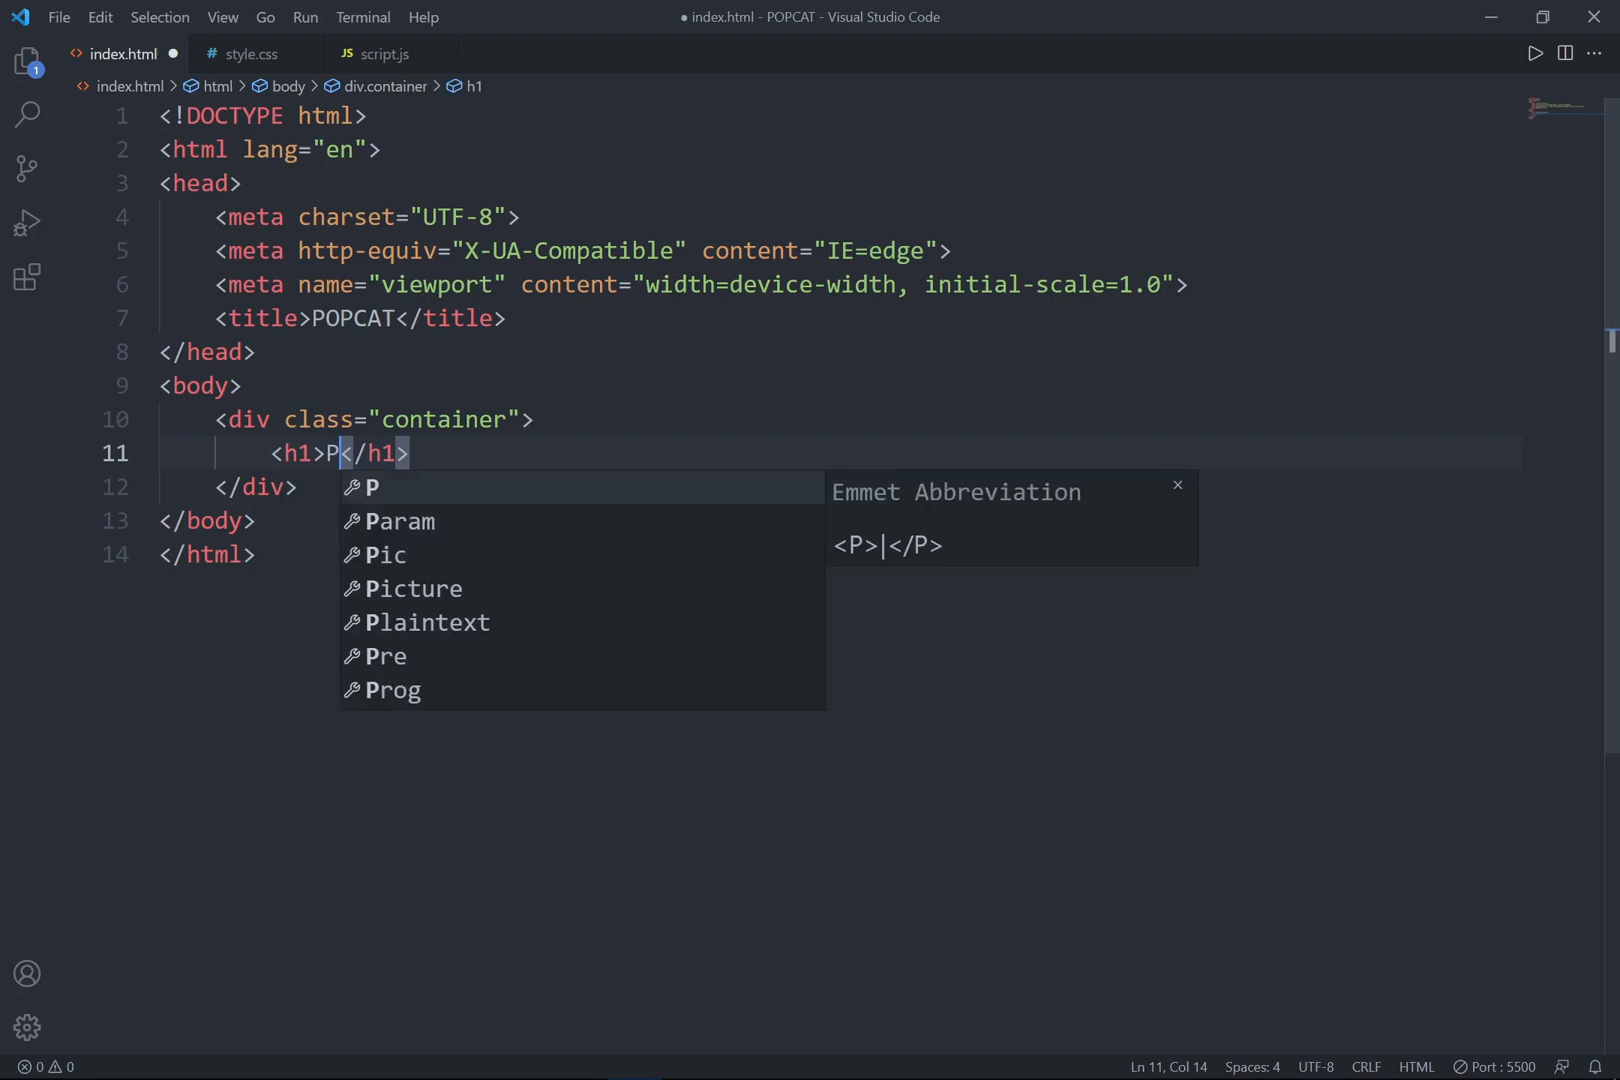 File Edit Selection View Go Run Terminal Help
● index.html - POPCAT - Visual Studio Code
1
<> index.html ●
# style.css
JS script.js
<> index.html > html > body > div.container > h1
1 <!DOCTYPE html>
2 <html lang="en">
3 <head>
4 <meta charset="UTF-8">
5 <meta http-equiv="X-UA-Compatible" content="IE=edge">
6 <meta name="viewport" content="width=device-width, initial-scale=1.0">
7 <title>POPCAT</title>
8 </head>
9 <body>
10 <div class="container">
11 <h1>P</h1>
12 </div>
13 </body>
14 </html>
P
Param
Pic
Picture
Plaintext
Pre
Prog
Emmet Abbreviation
<P>|</P>
0 0
Ln 11, Col 14 Spaces: 4 UTF-8 CRLF HTML Port : 5500